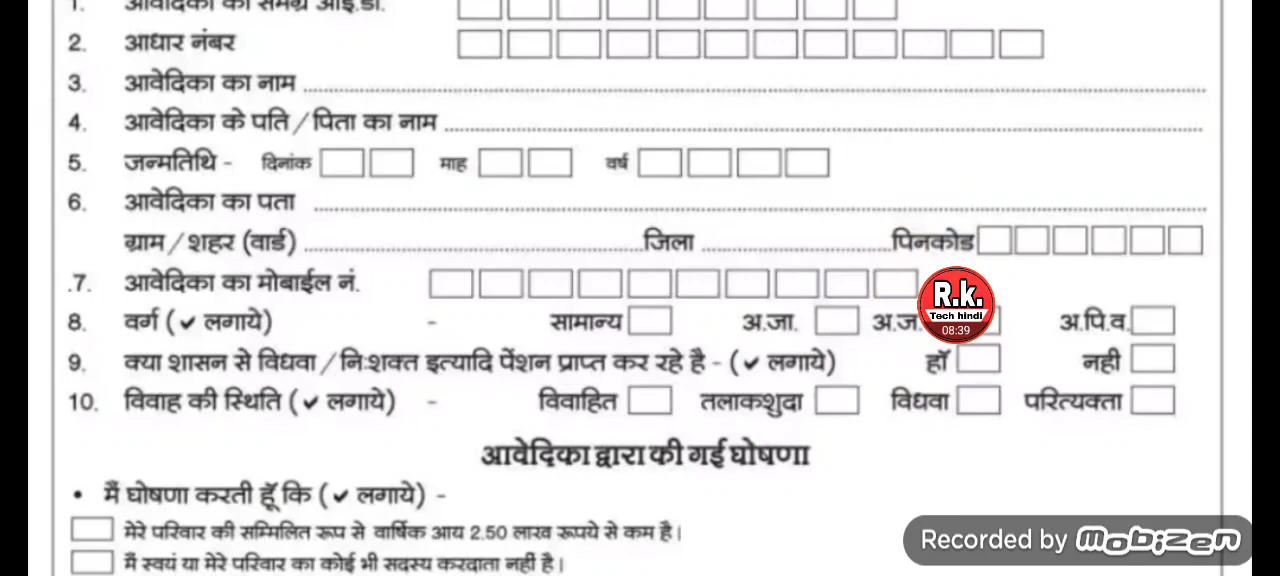 1. आवेदिका का समग्र आई.डी.
2. आधार नंबर
3. आवेदिका का नाम
4. आवेदिका के पति / पिता का नाम
5. जन्मतिथि - दिनांक माह वर्ष
6. आवेदिका का पता
ग्राम / शहर (वार्ड) जिला पिनकोड
.7. आवेदिका का मोबाईल नं.
8. वर्ग (✓ लगाये) - सामान्य अ.जा. अ.ज. अ.पि.व.
9. क्या शासन से विधवा / नि:शक्त इत्यादि पेंशन प्राप्त कर रहे है - (✓ लगाये) हॉ नही
10. विवाह की स्थिति (✓ लगाये) - विवाहित तलाकशुदा विधवा परित्यक्ता
R.k.
Tech hindi
08:39
आवेदिका द्वारा की गई घोषणा
• मैं घोषणा करती हूँ कि (✓ लगाये) -
मेरे परिवार की सम्मिलित रूप से वार्षिक आय 2.50 लाख रूपये से कम है।
मैं स्वयं या मेरे परिवार का कोई भी सदस्य करदाता नही है।
Recorded by mobizen